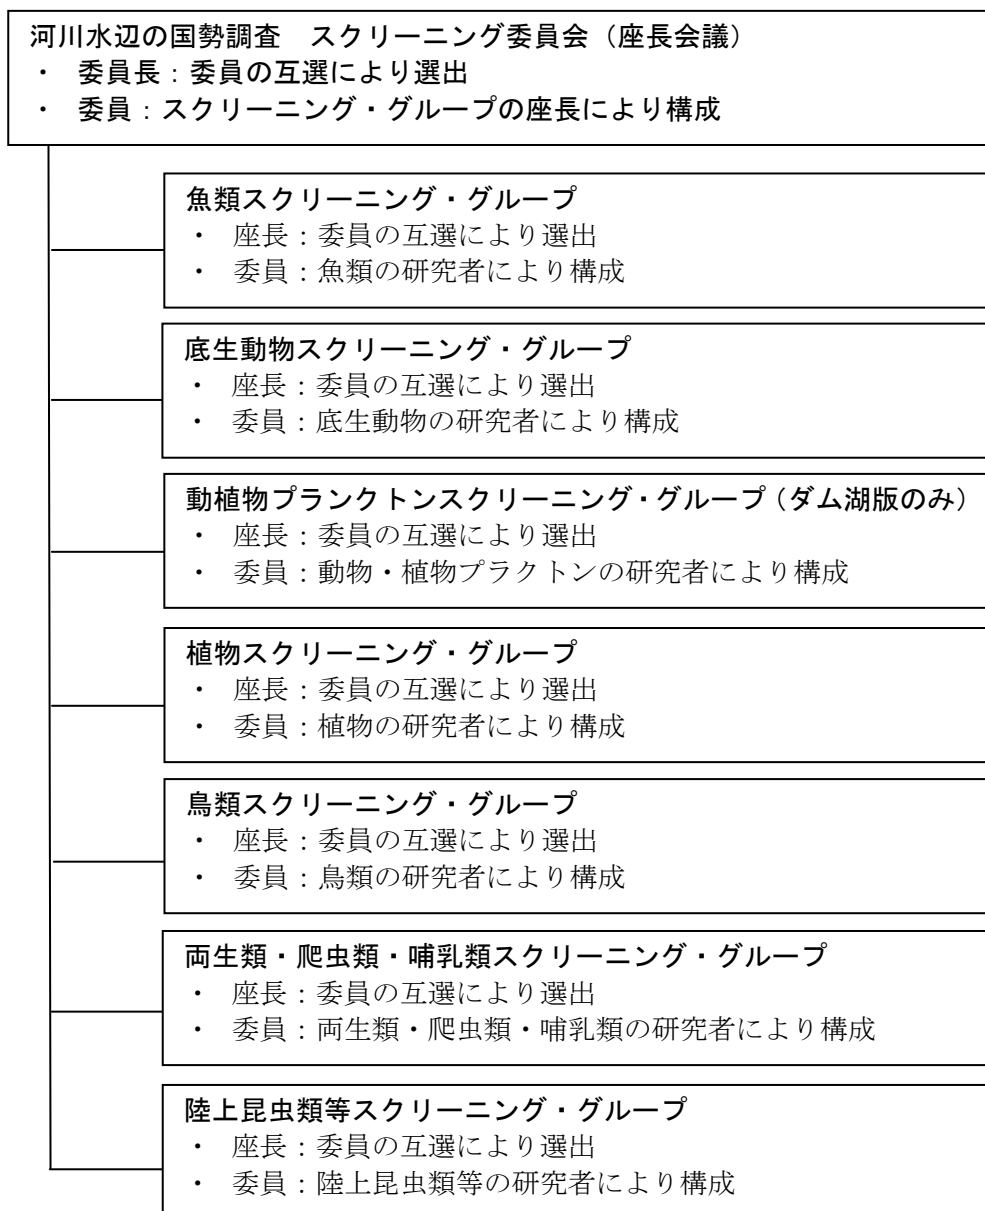 河川水辺の国勢調査　スクリーニング委員会（座長会議）
・ 委員長：委員の互選により選出
・ 委員：スクリーニング・グループの座長により構成
魚類スクリーニング・グループ
・ 座長：委員の互選により選出
・ 委員：魚類の研究者により構成
底生動物スクリーニング・グループ
・ 座長：委員の互選により選出
・ 委員：底生動物の研究者により構成
動植物プランクトンスクリーニング・グループ（ダム湖版のみ）
・ 座長：委員の互選により選出
・ 委員：動物・植物プラクトンの研究者により構成
植物スクリーニング・グループ
・ 座長：委員の互選により選出
・ 委員：植物の研究者により構成
鳥類スクリーニング・グループ
・ 座長：委員の互選により選出
・ 委員：鳥類の研究者により構成
両生類・爬虫類・哺乳類スクリーニング・グループ
・ 座長：委員の互選により選出
・ 委員：両生類・爬虫類・哺乳類の研究者により構成
陸上昆虫類等スクリーニング・グループ
・ 座長：委員の互選により選出
・ 委員：陸上昆虫類等の研究者により構成